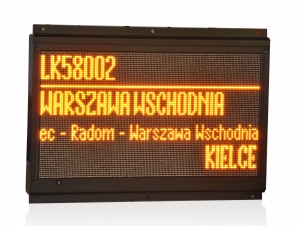 LK58002
WARSZAWA WSCHODNIA
ec - Radom - Warszawa Wschodnia
KIELCE